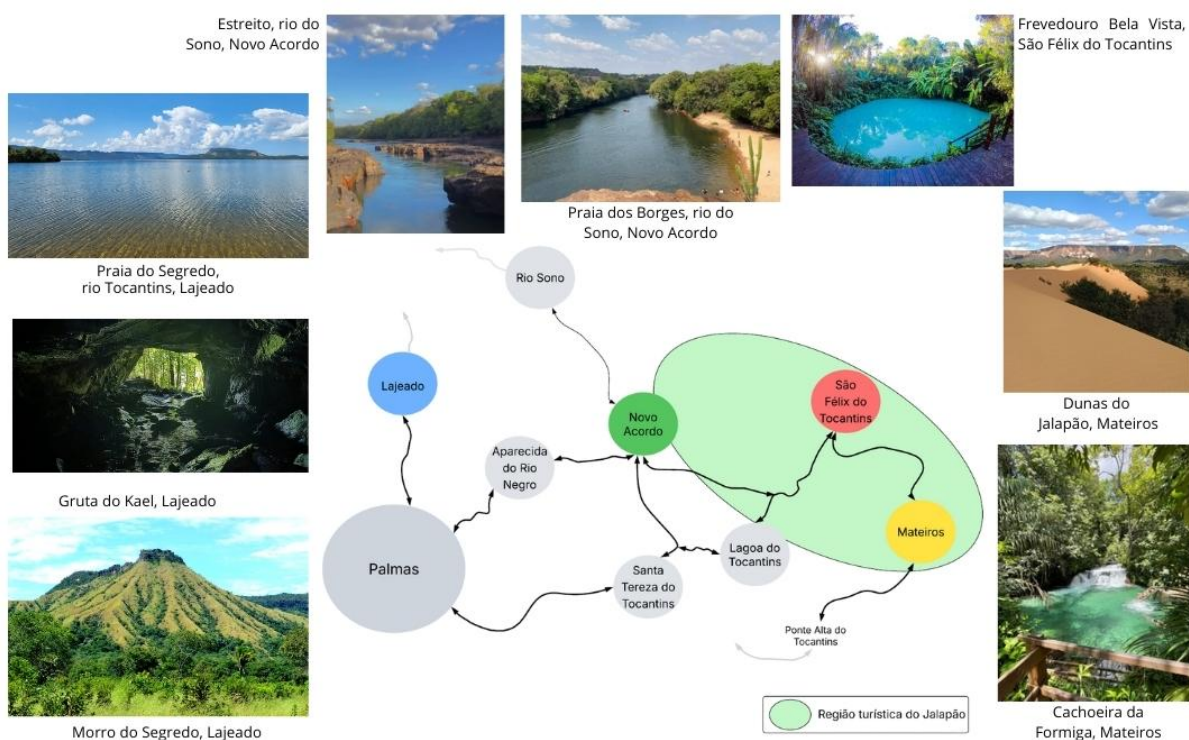 Estreito, rio do
Sono, Novo Acordo
Frevedouro Bela Vista,
São Félix do Tocantins
Praia dos Borges, rio do
Sono, Novo Acordo
Praia do Segredo,
rio Tocantins, Lajeado
Rio Sono
Lajeado
São
Félix do
Tocantins
Dunas do
Jalapão, Mateiros
Novo
Acordo
Aparecida
do Rio
Negro
Gruta do Kael, Lajeado
Mateiros
Lagoa do
Tocantins
Palmas
Santa
Tereza do
Tocantins
Ponte Alta do
Tocantins
Região turística do Jalapão
Cachoeira da
Formiga, Mateiros
Morro do Segredo, Lajeado